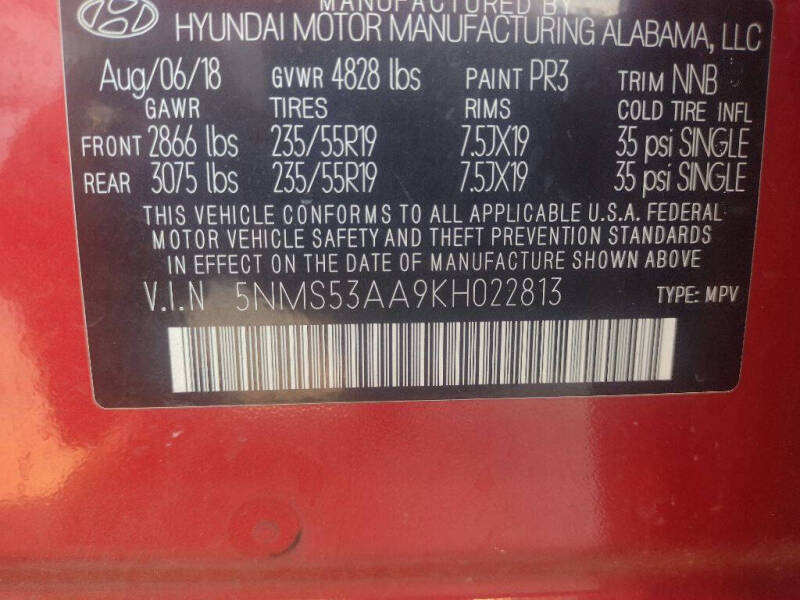 MANUFACTURED BY
HYUNDAI MOTOR MANUFACTURING ALABAMA, LLC
Aug/06/18 GVWR 4828 lbs PAINT PR3 TRIM NNB
GAWR TIRES RIMS COLD TIRE INFL
FRONT 2866 lbs 235/55R19 7.5JX19 35 psi SINGLE
REAR 3075 lbs 235/55R19 7.5JX19 35 psi SINGLE
THIS VEHICLE CONFORMS TO ALL APPLICABLE U.S.A. FEDERAL
MOTOR VEHICLE SAFETY AND THEFT PREVENTION STANDARDS
IN EFFECT ON THE DATE OF MANUFACTURE SHOWN ABOVE
V.I.N 5NMS53AA9KH022813 TYPE: MPV